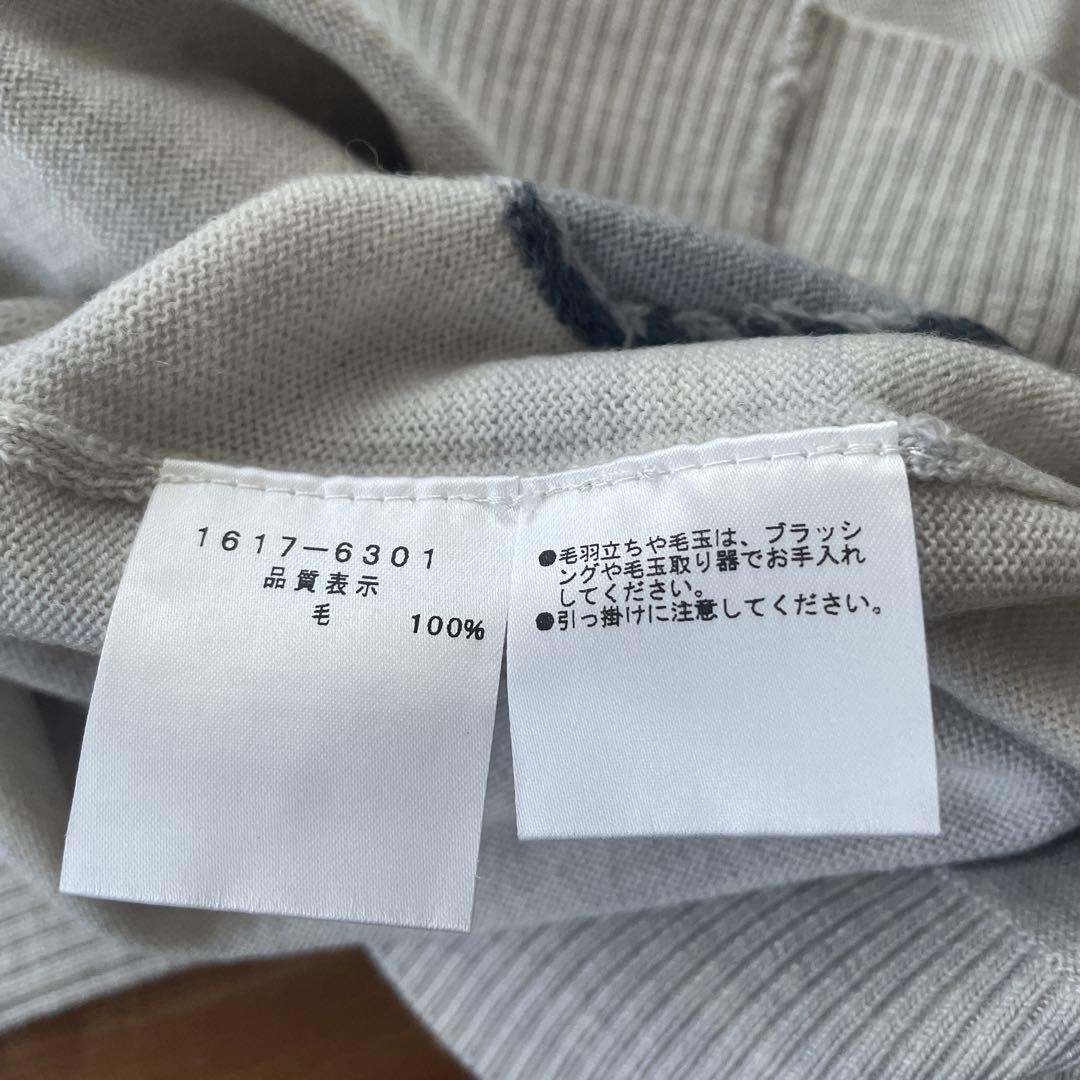 1617-6301
品質表示
毛 100%
●毛羽立ちや毛玉は、ブラッシ
ングや毛玉取り器でお手入れ
してください。
●引っ掛けに注意してください。